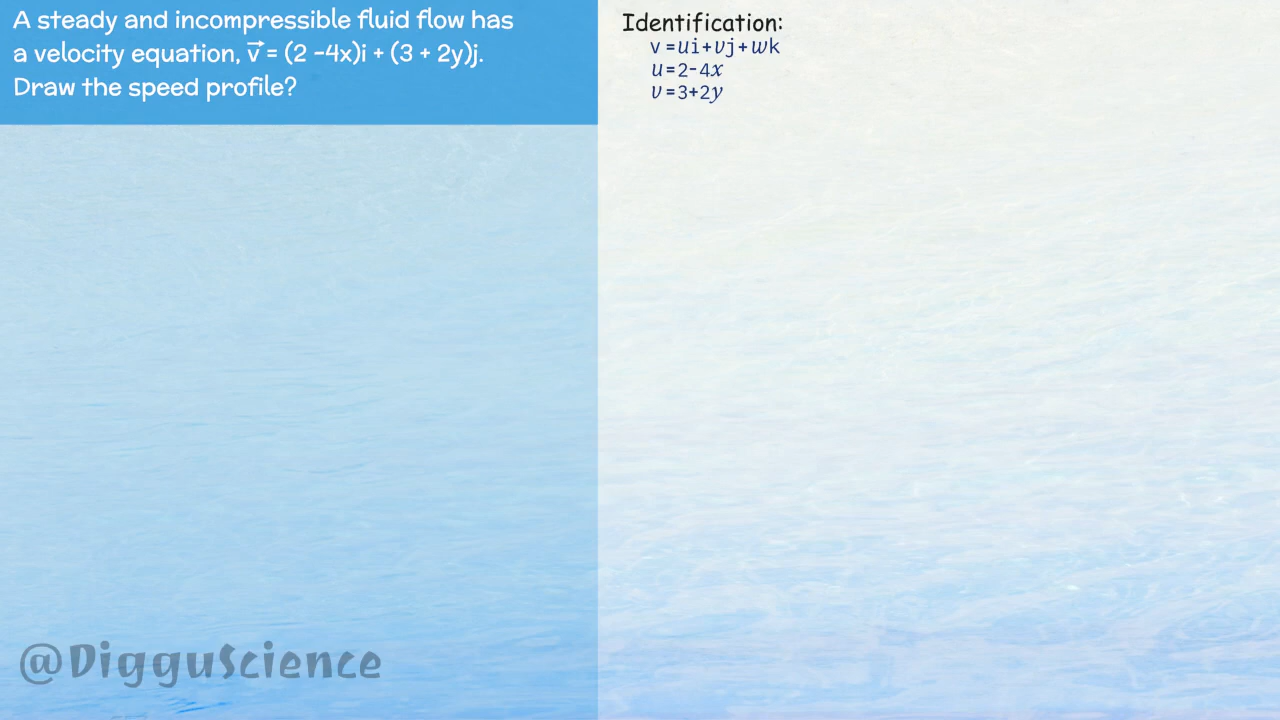 A steady and incompressible fluid flow has
a velocity equation, v⃗ = (2 –4x)i + (3 + 2y)j.
Draw the speed profile?
Identification:
v =ui+νj+wk
u=2-4x
ν=3+2y
@DigguScience